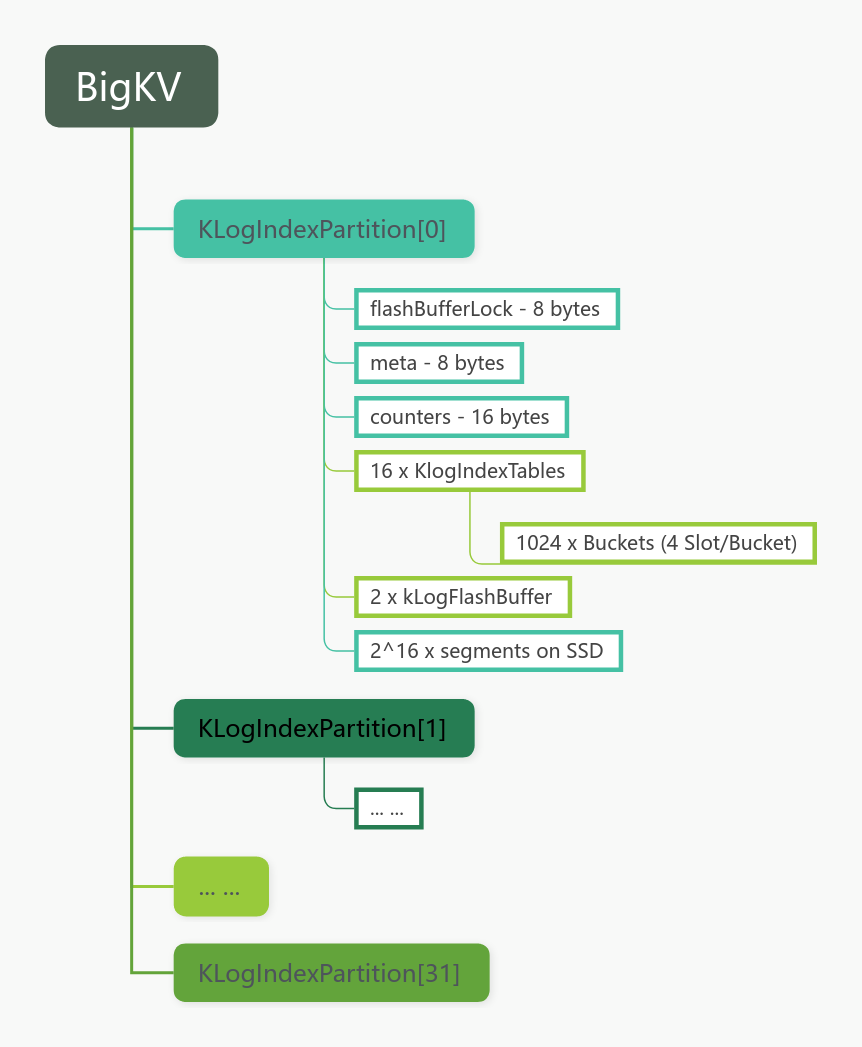 BigKV
KLogIndexPartition[0]
flashBufferLock - 8 bytes
meta - 8 bytes
counters - 16 bytes
16 x KlogIndexTables
1024 x Buckets (4 Slot/Bucket)
2 x kLogFlashBuffer
2^16 x segments on SSD
KLogIndexPartition[1]
... ...
... ...
KLogIndexPartition[31]